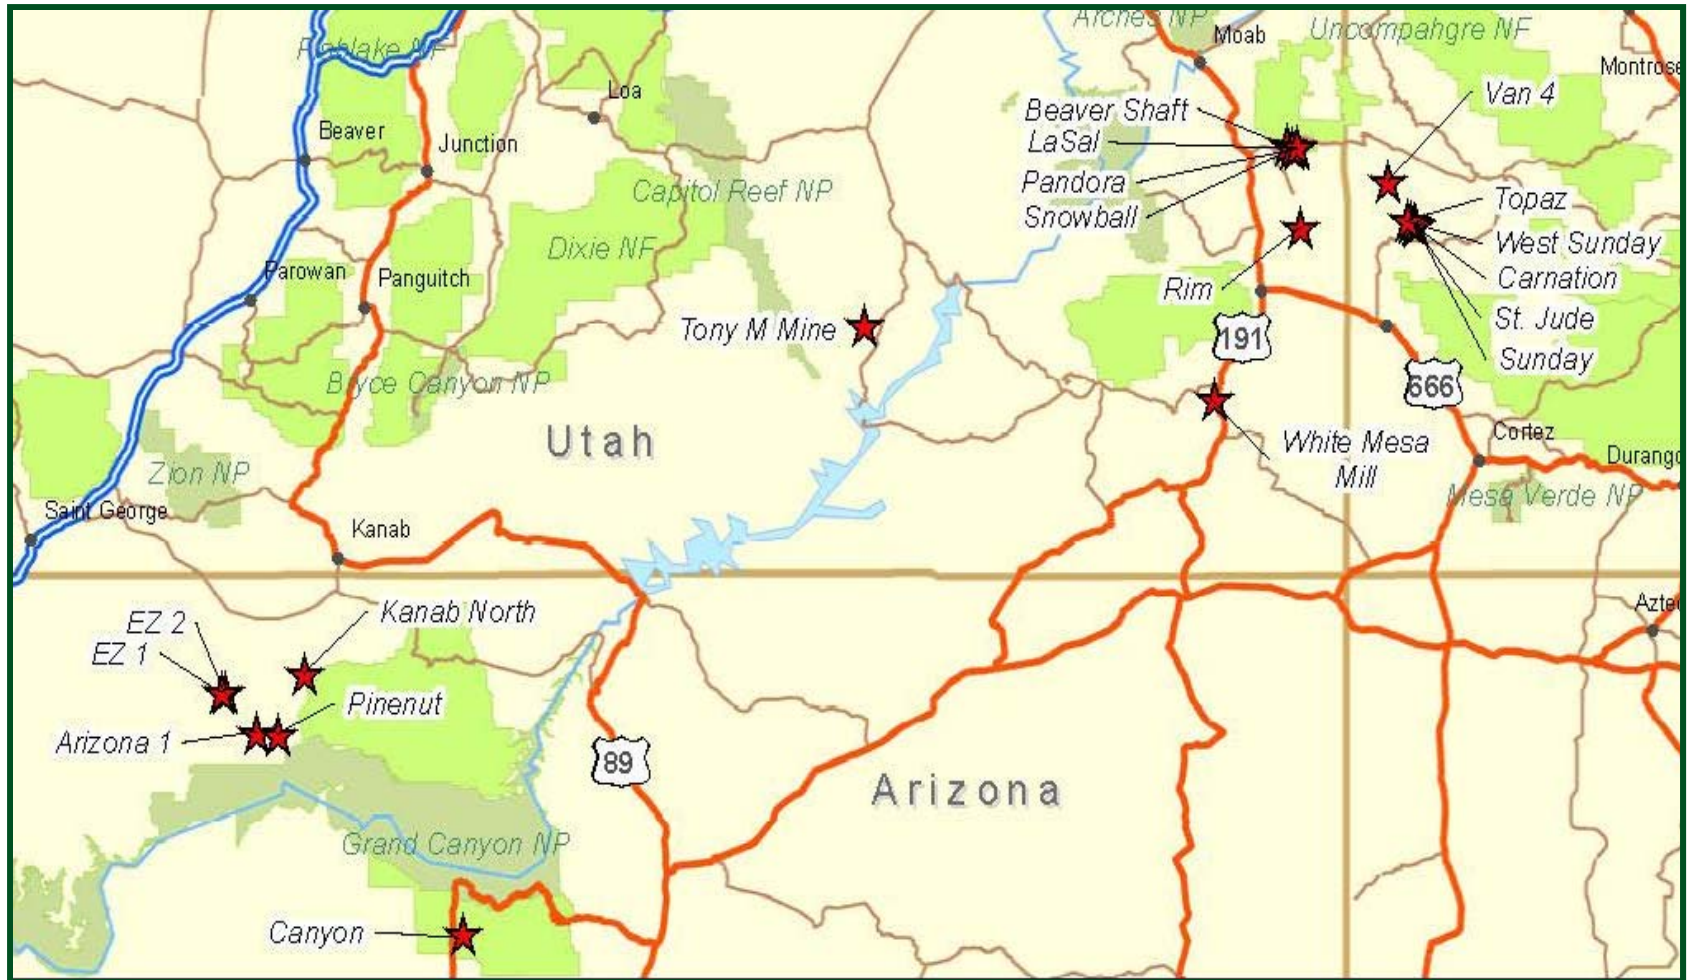 Arches NP
Uncompahgre NF
Fishlake NF
Moab
Montrose
Loa
Van 4
Beaver Shaft
Beaver
LaSal
Junction
Pandora
Capitol Reef NP
Topaz
Snowball
Dixie NF
West Sunday
Parowan
Panguitch
Carnation
Rim
Tony M Mine
St. Jude
191
Sunday
Bryce Canyon NP
666
Utah
White Mesa
Mill
Cortez
Durango
Zion NP
Mesa Verde NP
Saint George
Kanab
EZ 2
Kanab North
Aztec
EZ 1
Pinenut
Arizona 1
89
Arizona
Grand Canyon NP
Canyon